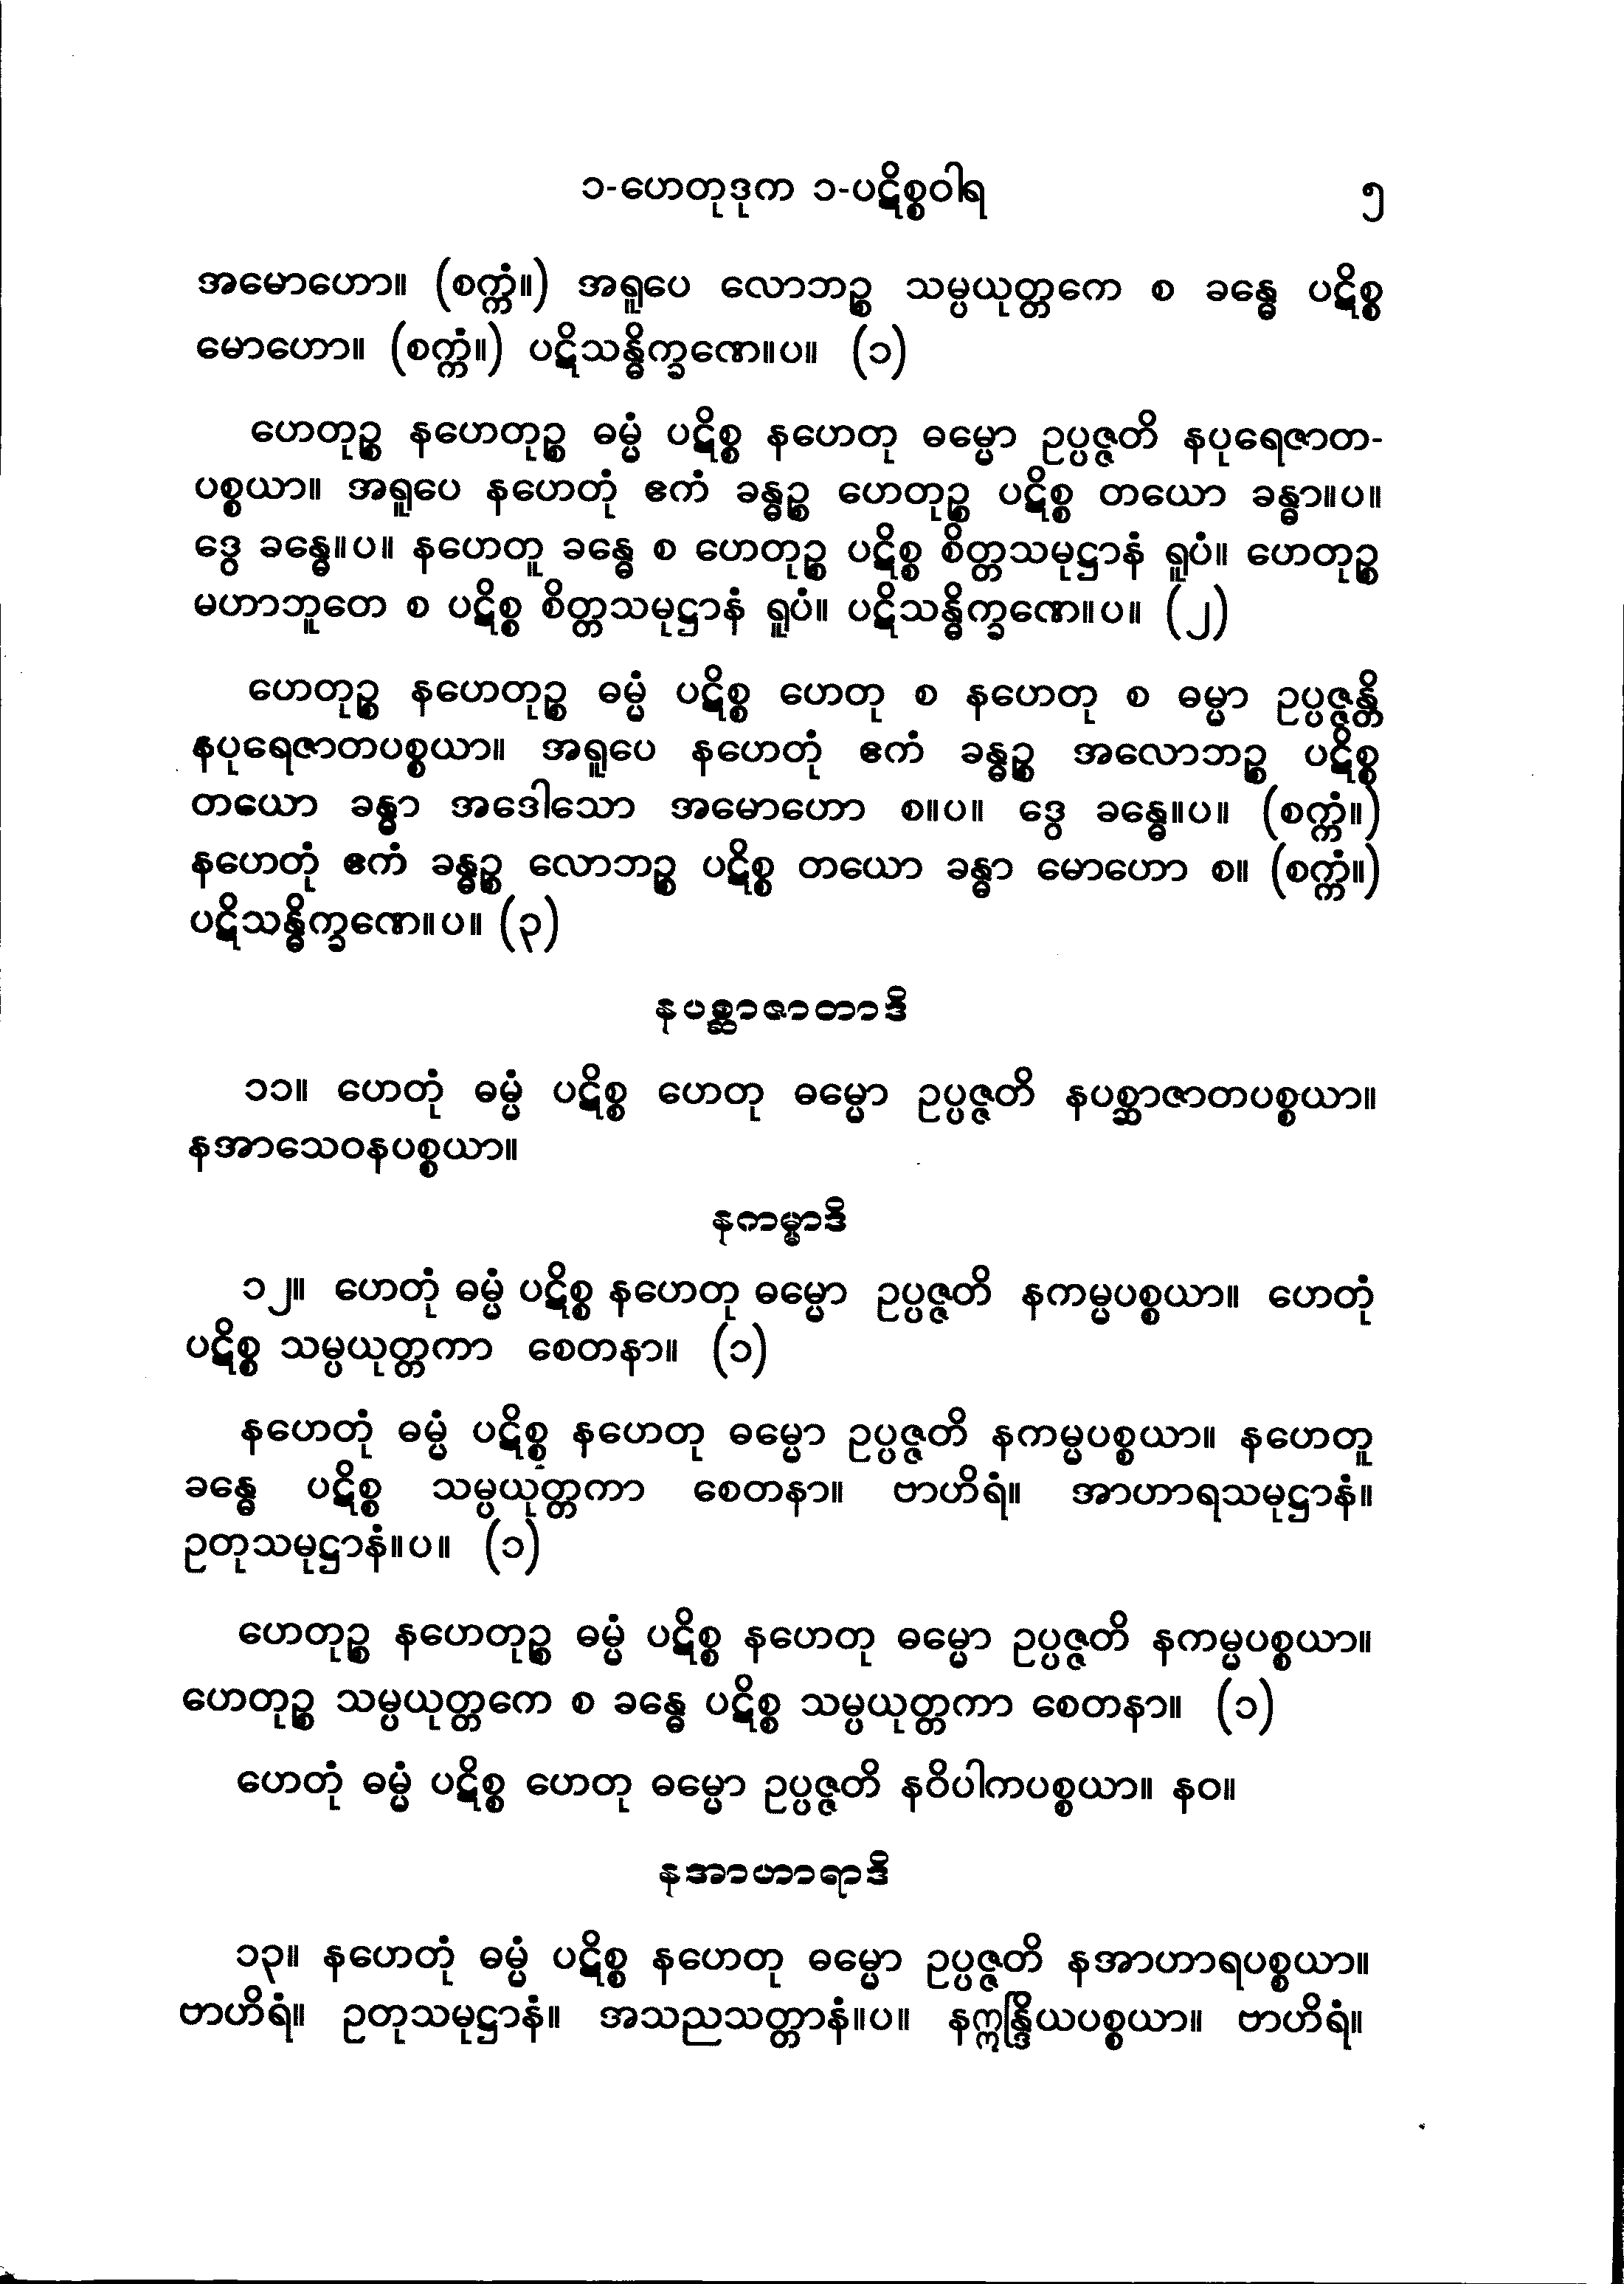 ၁-ဟေတုဒုက ၁-ပဋိစ္စဝါရ ၅
အမောဟော။ (စက္ကံ။) အရူပေ လောဘဉ္စ သမ္ပယုတ္တကေ စ ခန္ဓေ ပဋိစ္စ
မောဟော။ (စက္ကံ။) ပဋိသန္ဓိက္ခဏေ။ပ။ (၁)
ဟေတုဉ္စ နဟေတုဉ္စ ဓမ္မံ ပဋိစ္စ နဟေတု ဓမ္မော ဥပ္ပဇ္ဇတိ နပုရေဇာတ-
ပစ္စယာ။ အရူပေ နဟေတုံ ဧကံ ခန္ဓဉ္စ ဟေတုဉ္စ ပဋိစ္စ တယော ခန္ဓာ။ပ။
ဒွေ ခန္ဓေ။ပ။ နဟေတူ ခန္ဓေ စ ဟေတုဉ္စ ပဋိစ္စ စိတ္တသမုဋ္ဌာနံ ရူပံ။ ဟေတုဉ္စ
မဟာဘူတေ စ ပဋိစ္စ စိတ္တသမုဋ္ဌာနံ ရူပံ။ ပဋိသန္ဓိက္ခဏေ။ပ။ (၂)
ဟေတုဉ္စ နဟေတုဉ္စ ဓမ္မံ ပဋိစ္စ ဟေတု စ နဟေတု စ ဓမ္မာ ဥပ္ပဇ္ဇန္တိ
နပုရေဇာတပစ္စယာ။ အရူပေ နဟေတုံ ဧကံ ခန္ဓဉ္စ အလောဘဉ္စ ပဋိစ္စ
တယော ခန္ဓာ အဒေါသော အမောဟော စ။ပ။ ဒွေ ခန္ဓေ။ပ။ (စက္ကံ။)
နဟေတုံ ဧကံ ခန္ဓဉ္စ လောဘဉ္စ ပဋိစ္စ တယော ခန္ဓာ မောဟော စ။ (စက္ကံ။)
ပဋိသန္ဓိက္ခဏေ။ပ။ (၃)
နပစ္ဆာဇာတာဒိ
၁၁။ ဟေတုံ ဓမ္မံ ပဋိစ္စ ဟေတု ဓမ္မော ဥပ္ပဇ္ဇတိ နပစ္ဆာဇာတပစ္စယာ။
နအာသေဝနပစ္စယာ။
နကမ္မာဒိ
၁၂။ ဟေတုံ ဓမ္မံ ပဋိစ္စ နဟေတု ဓမ္မော ဥပ္ပဇ္ဇတိ နကမ္မပစ္စယာ။ ဟေတုံ
ပဋိစ္စ သမ္ပယုတ္တကာ စေတနာ။ (၁)
နဟေတုံ ဓမ္မံ ပဋိစ္စ နဟေတု ဓမ္မော ဥပ္ပဇ္ဇတိ နကမ္မပစ္စယာ။ နဟေတူ
ခန္ဓေ ပဋိစ္စ သမ္ပယုတ္တကာ စေတနာ။ ဗာဟိရံ။ အာဟာရသမုဋ္ဌာနံ။
ဥတုသမုဋ္ဌာနံ။ပ။ (၁)
ဟေတုဉ္စ နဟေတုဉ္စ ဓမ္မံ ပဋိစ္စ နဟေတု ဓမ္မော ဥပ္ပဇ္ဇတိ နကမ္မပစ္စယာ။
ဟေတုဉ္စ သမ္ပယုတ္တကေ စ ခန္ဓေ ပဋိစ္စ သမ္ပယုတ္တကာ စေတနာ။ (၁)
ဟေတုံ ဓမ္မံ ပဋိစ္စ ဟေတု ဓမ္မော ဥပ္ပဇ္ဇတိ နဝိပါကပစ္စယာ။ နဝ။
နအာဟာရာဒိ
၁၃။ နဟေတုံ ဓမ္မံ ပဋိစ္စ နဟေတု ဓမ္မော ဥပ္ပဇ္ဇတိ နအာဟာရပစ္စယာ။
ဗာဟိရံ။ ဥတုသမုဋ္ဌာနံ။ အသညသတ္တာနံ။ပ။ နဣန္ဒြိယပစ္စယာ။ ဗာဟိရံ။